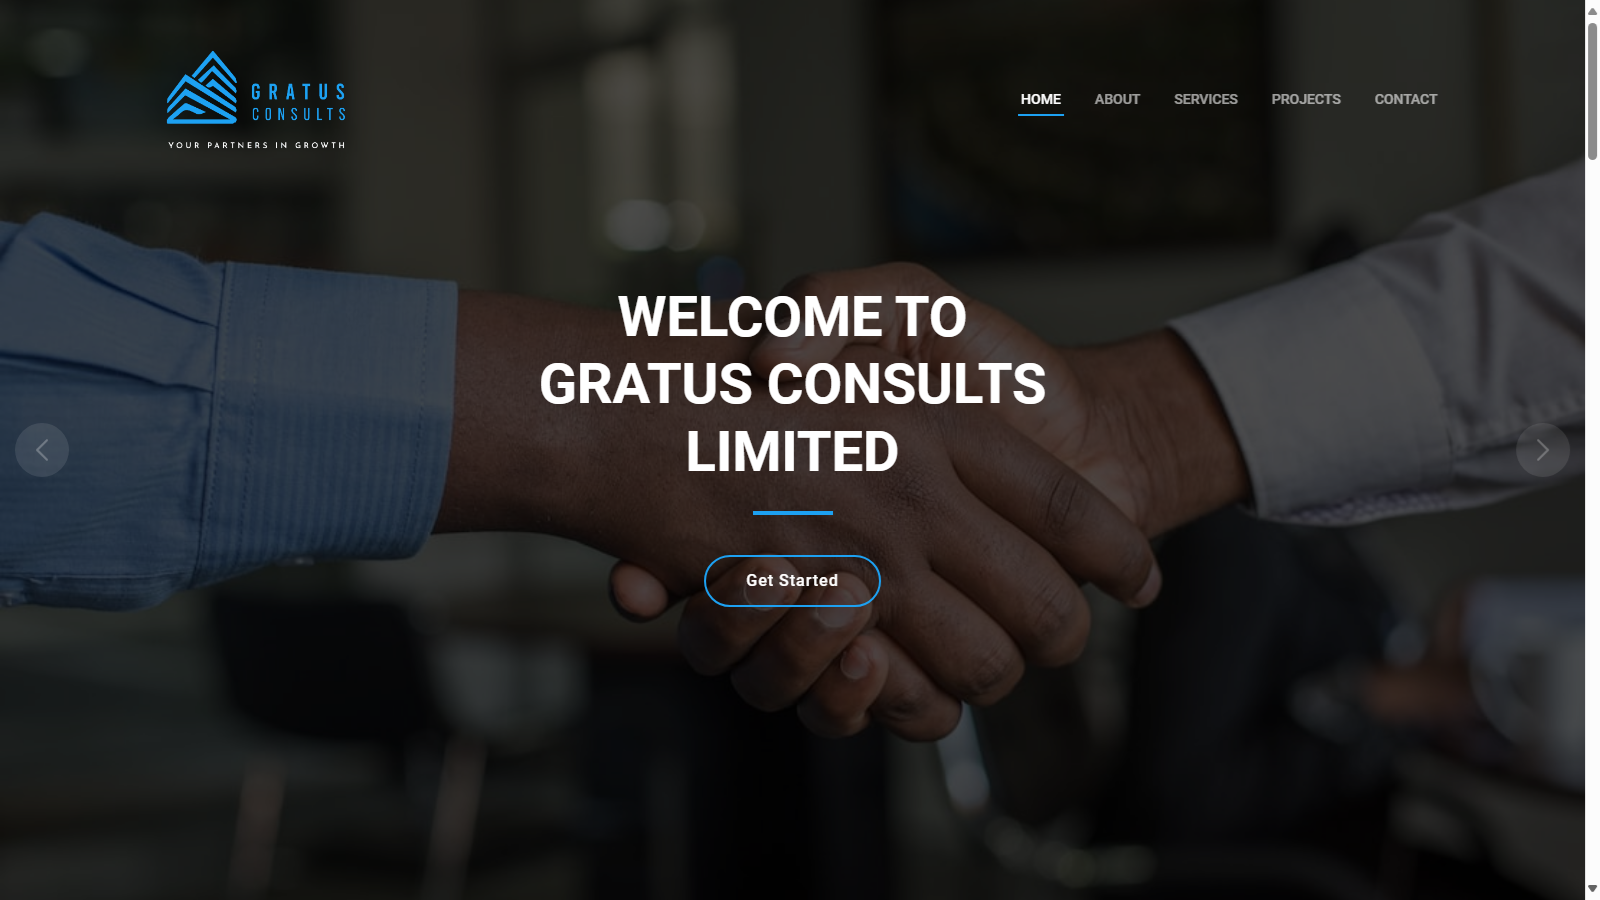 GRATUS
CONSULTS
YOUR PARTNERS IN GROWTH
HOME ABOUT SERVICES PROJECTS CONTACT
WELCOME TO
GRATUS CONSULTS
LIMITED
Get Started